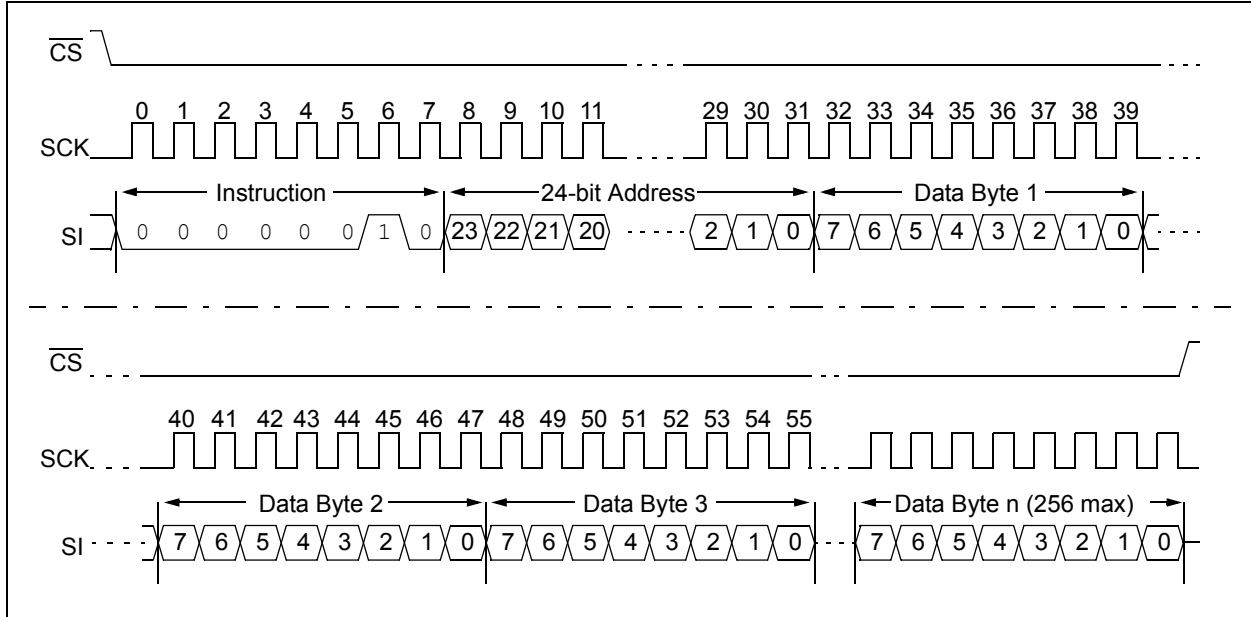 CS
0 1 2 3 4 5 6 7 8 9 10 11 29 30 31 32 33 34 35 36 37 38 39
SCK
Instruction 24-bit Address Data Byte 1
SI 0 0 0 0 0 0 1 0 23 22 21 20 2 1 0 7 6 5 4 3 2 1 0
CS
40 41 42 43 44 45 46 47 48 49 50 51 52 53 54 55
SCK
Data Byte 2 Data Byte 3 Data Byte n (256 max)
SI 7 6 5 4 3 2 1 0 7 6 5 4 3 2 1 0 7 6 5 4 3 2 1 0